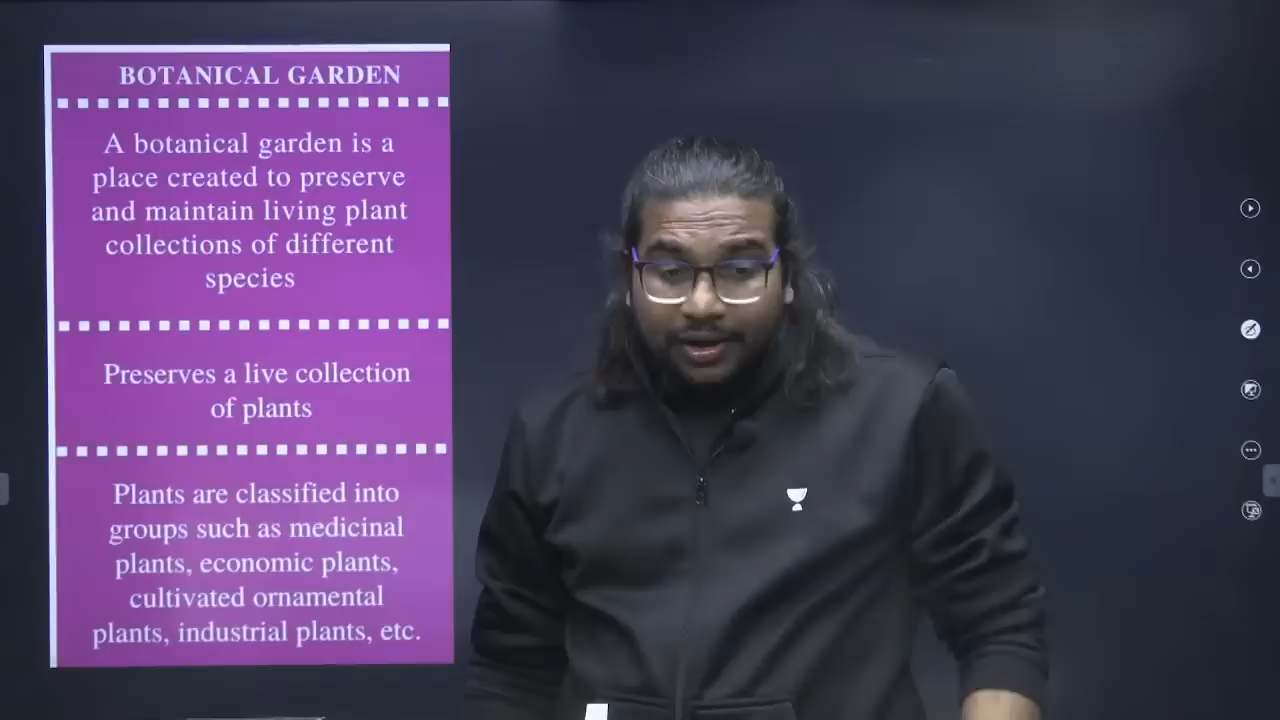 BOTANICAL GARDEN
A botanical garden is a
place created to preserve
and maintain living plant
collections of different
species
Preserves a live collection
of plants
Plants are classified into
groups such as medicinal
plants, economic plants,
cultivated ornamental
plants, industrial plants, etc.